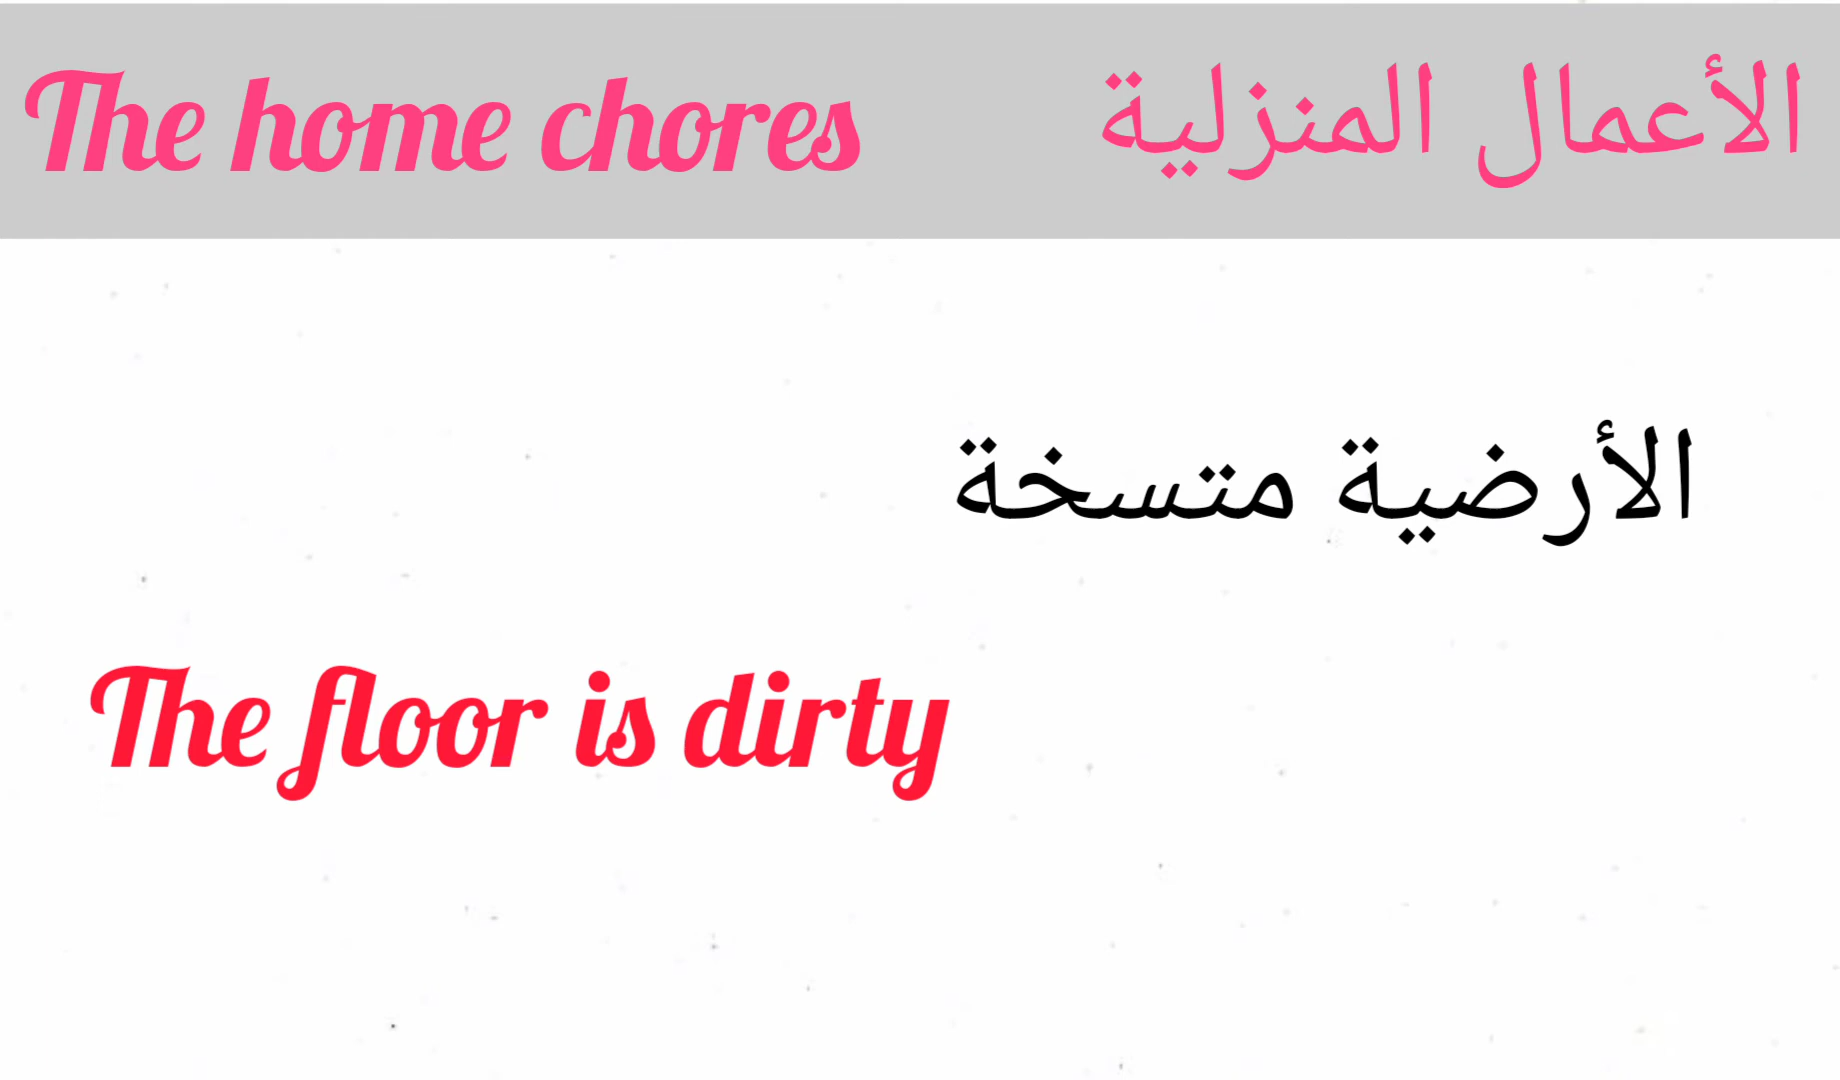 The home chores الأعمال المنزلية
الأرضية متسخة
The floor is dirty